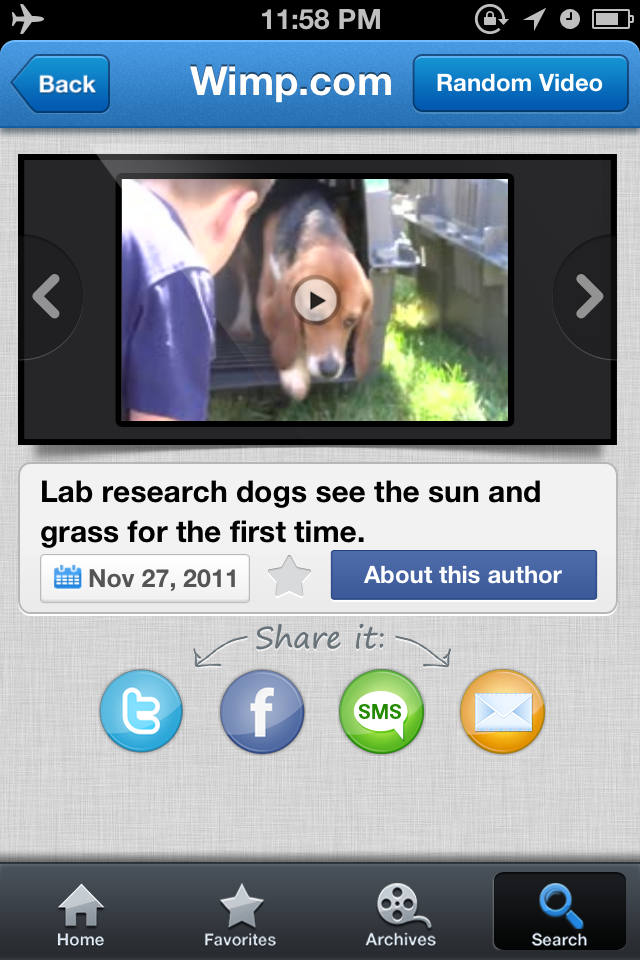 11:58 PM
Back
Wimp.com
Random Video
Lab research dogs see the sun and
grass for the first time.
Nov 27, 2011
About this author
Share it:
t
f
SMS
Home
Favorites
Archives
Search